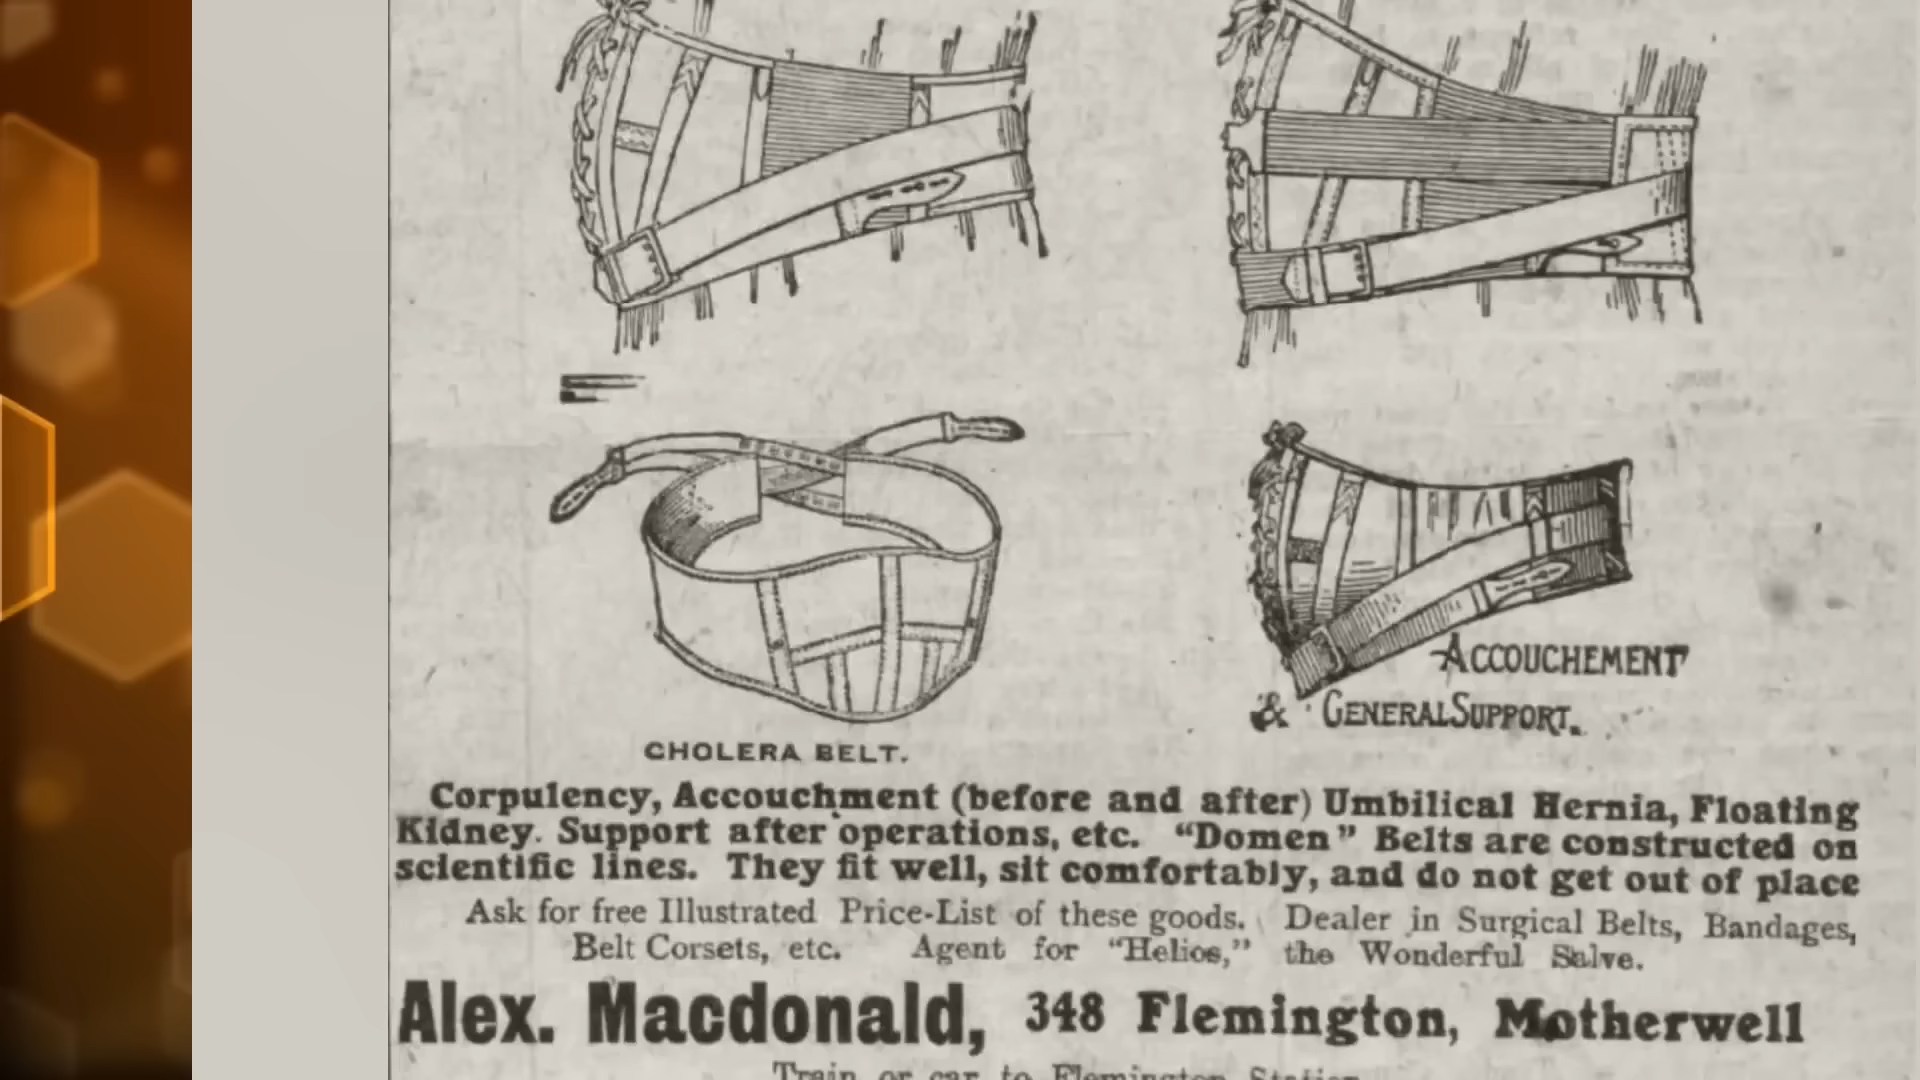 ACCOUCHEMENT
& GENERAL SUPPORT.
CHOLERA BELT.
Corpulency, Accouchment (before and after) Umbilical Hernia, Floating
Kidney. Support after operations, etc. "Domen" Belts are constructed on
scientific lines. They fit well, sit comfortably, and do not get out of place
Ask for free Illustrated Price-List of these goods. Dealer in Surgical Belts, Bandages,
Belt Corsets, etc. Agent for "Helios," the Wonderful Salve.
Alex. Macdonald, 348 Flemington, Motherwell
Train or car to Flemington Station